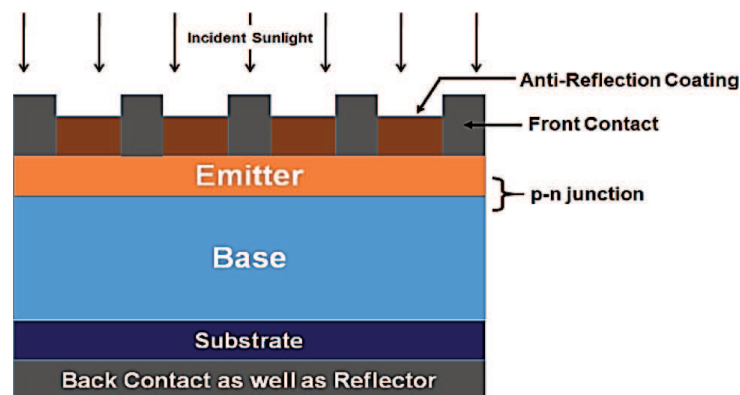 Incident Sunlight
Anti-Reflection Coating
Front Contact
Emitter
p-n junction
Base
Substrate
Back Contact as well as Reflector